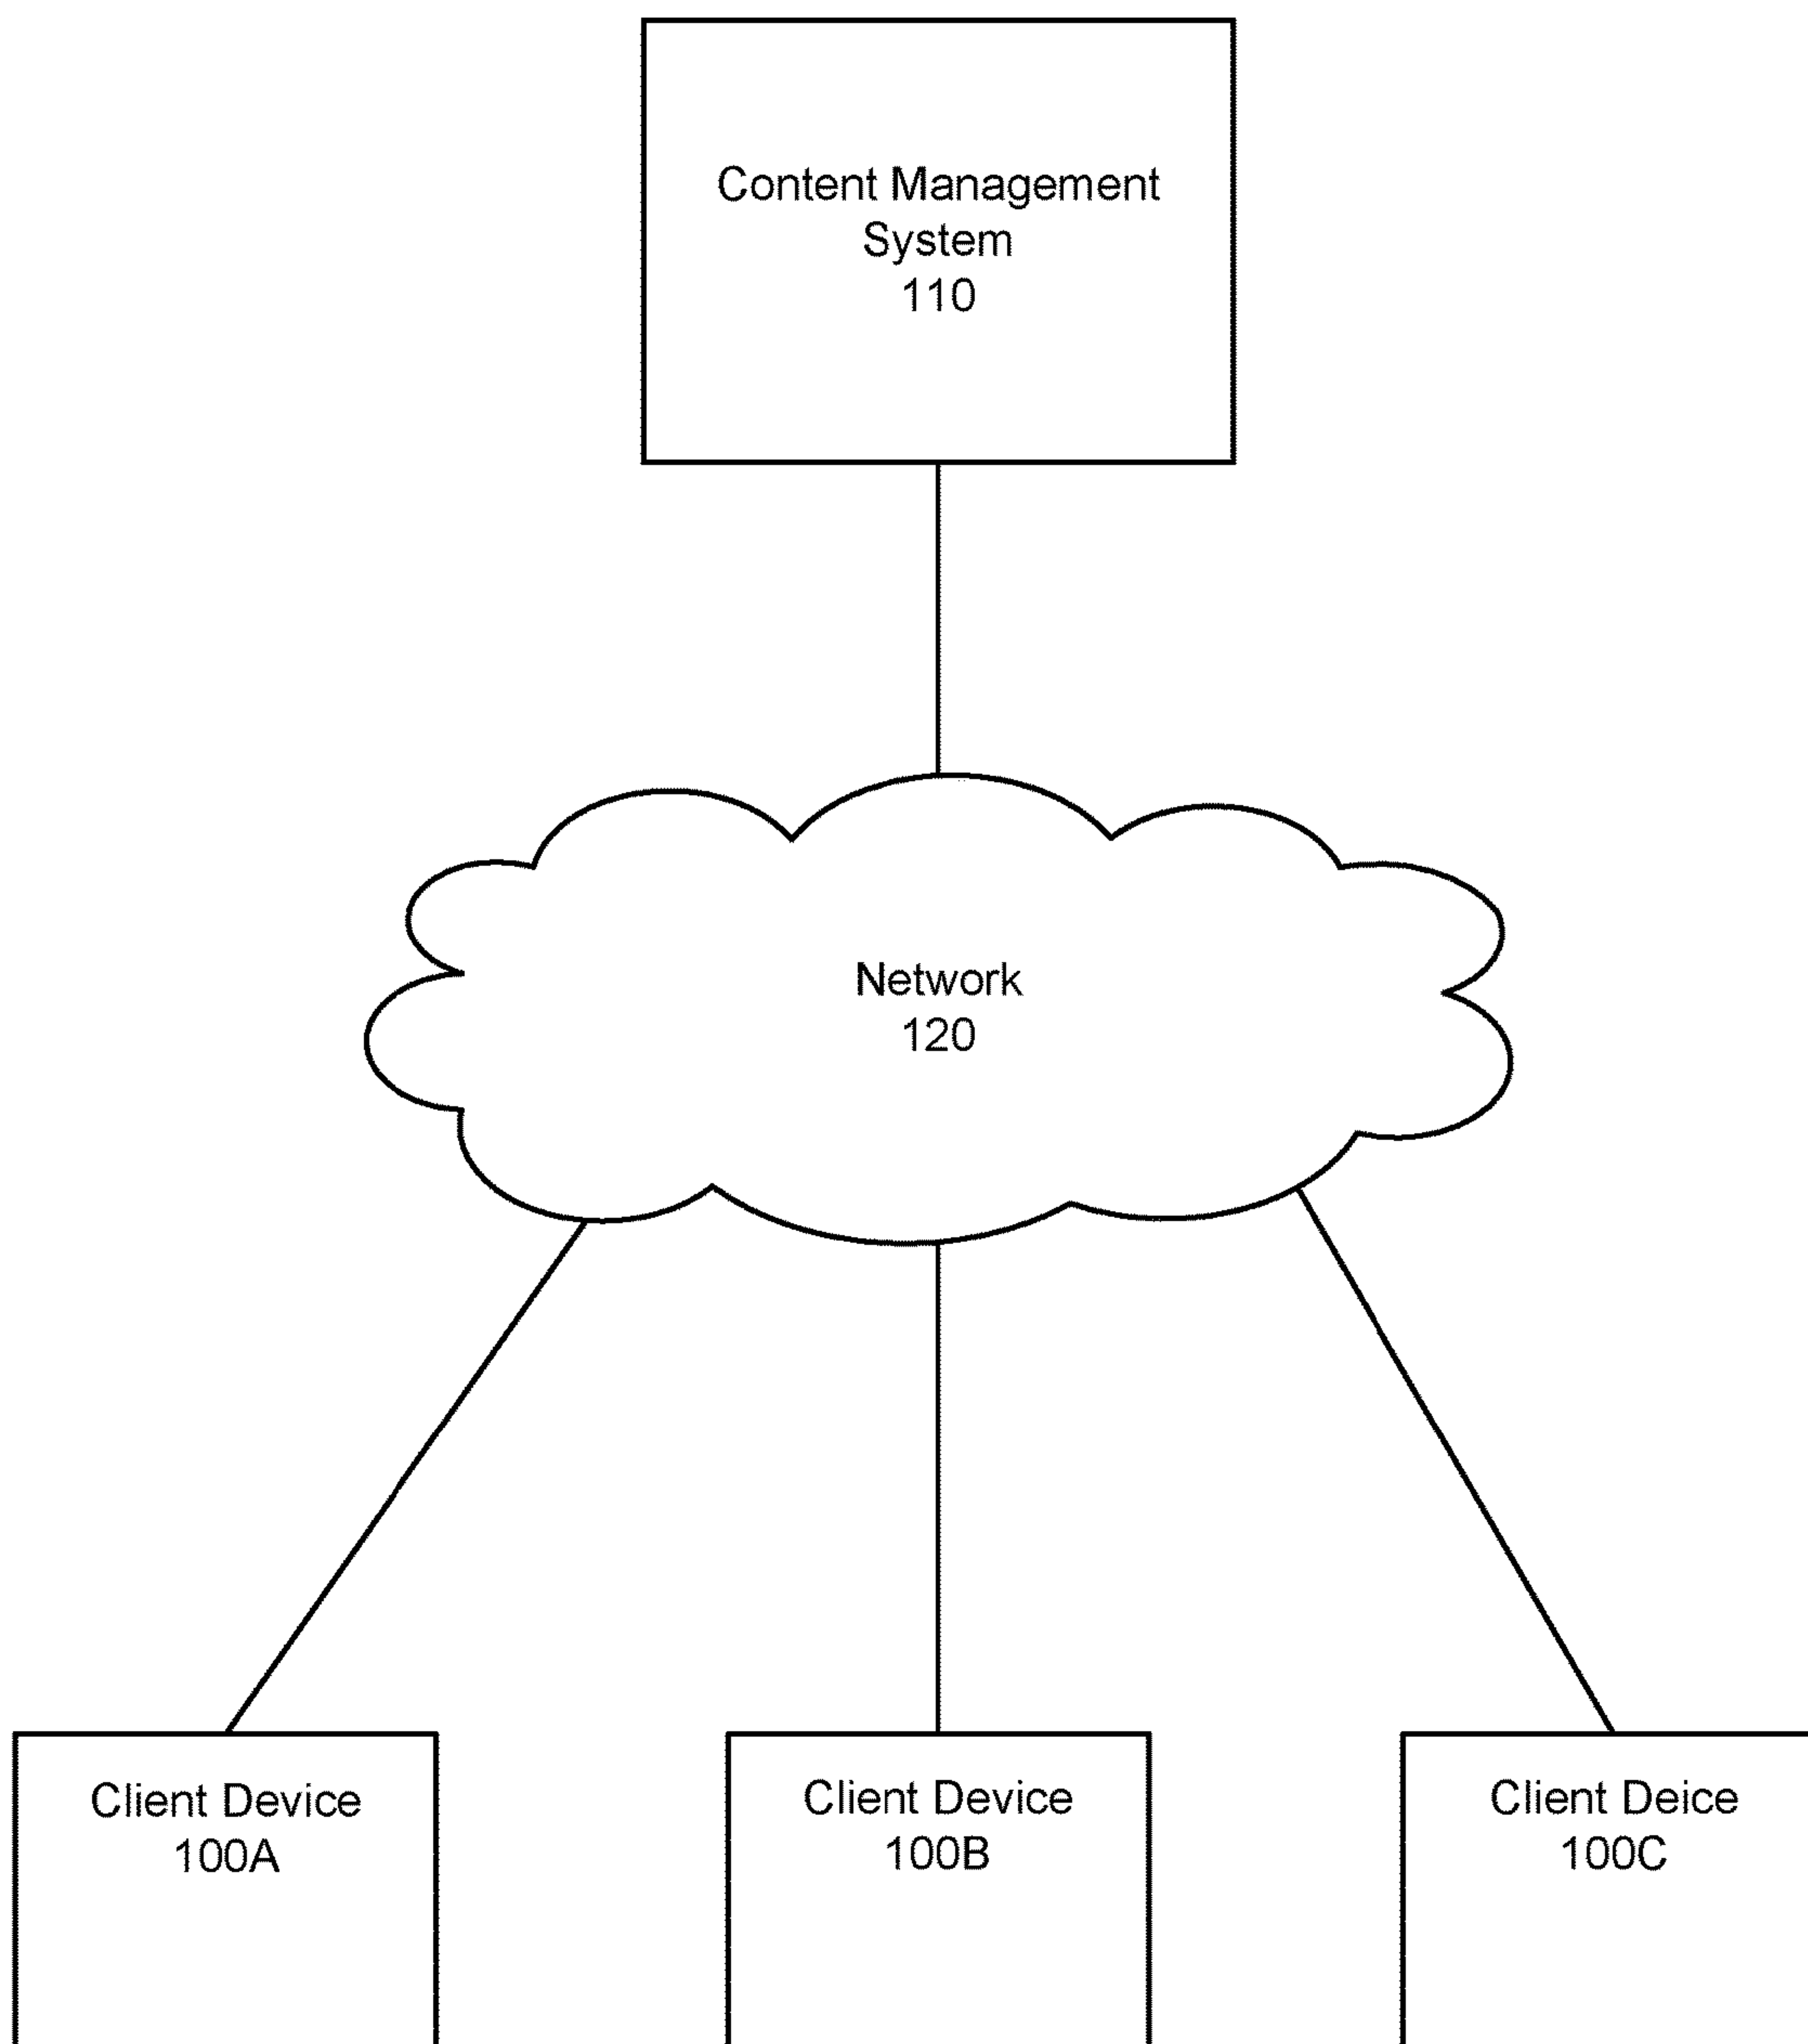 Content Management
System
110
Network
120
Client Device
100A
Client Device
100B
Client Deice
100C